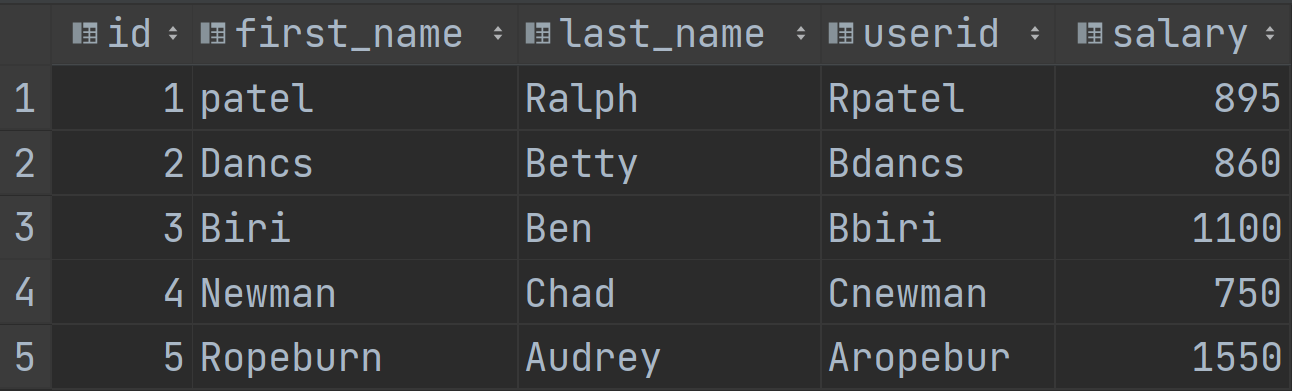 id first_name last_name userid salary
1 1 patel Ralph Rpatel 895
2 2 Dancs Betty Bdancs 860
3 3 Biri Ben Bbiri 1100
4 4 Newman Chad Cnewman 750
5 5 Ropeburn Audrey Aropebur 1550